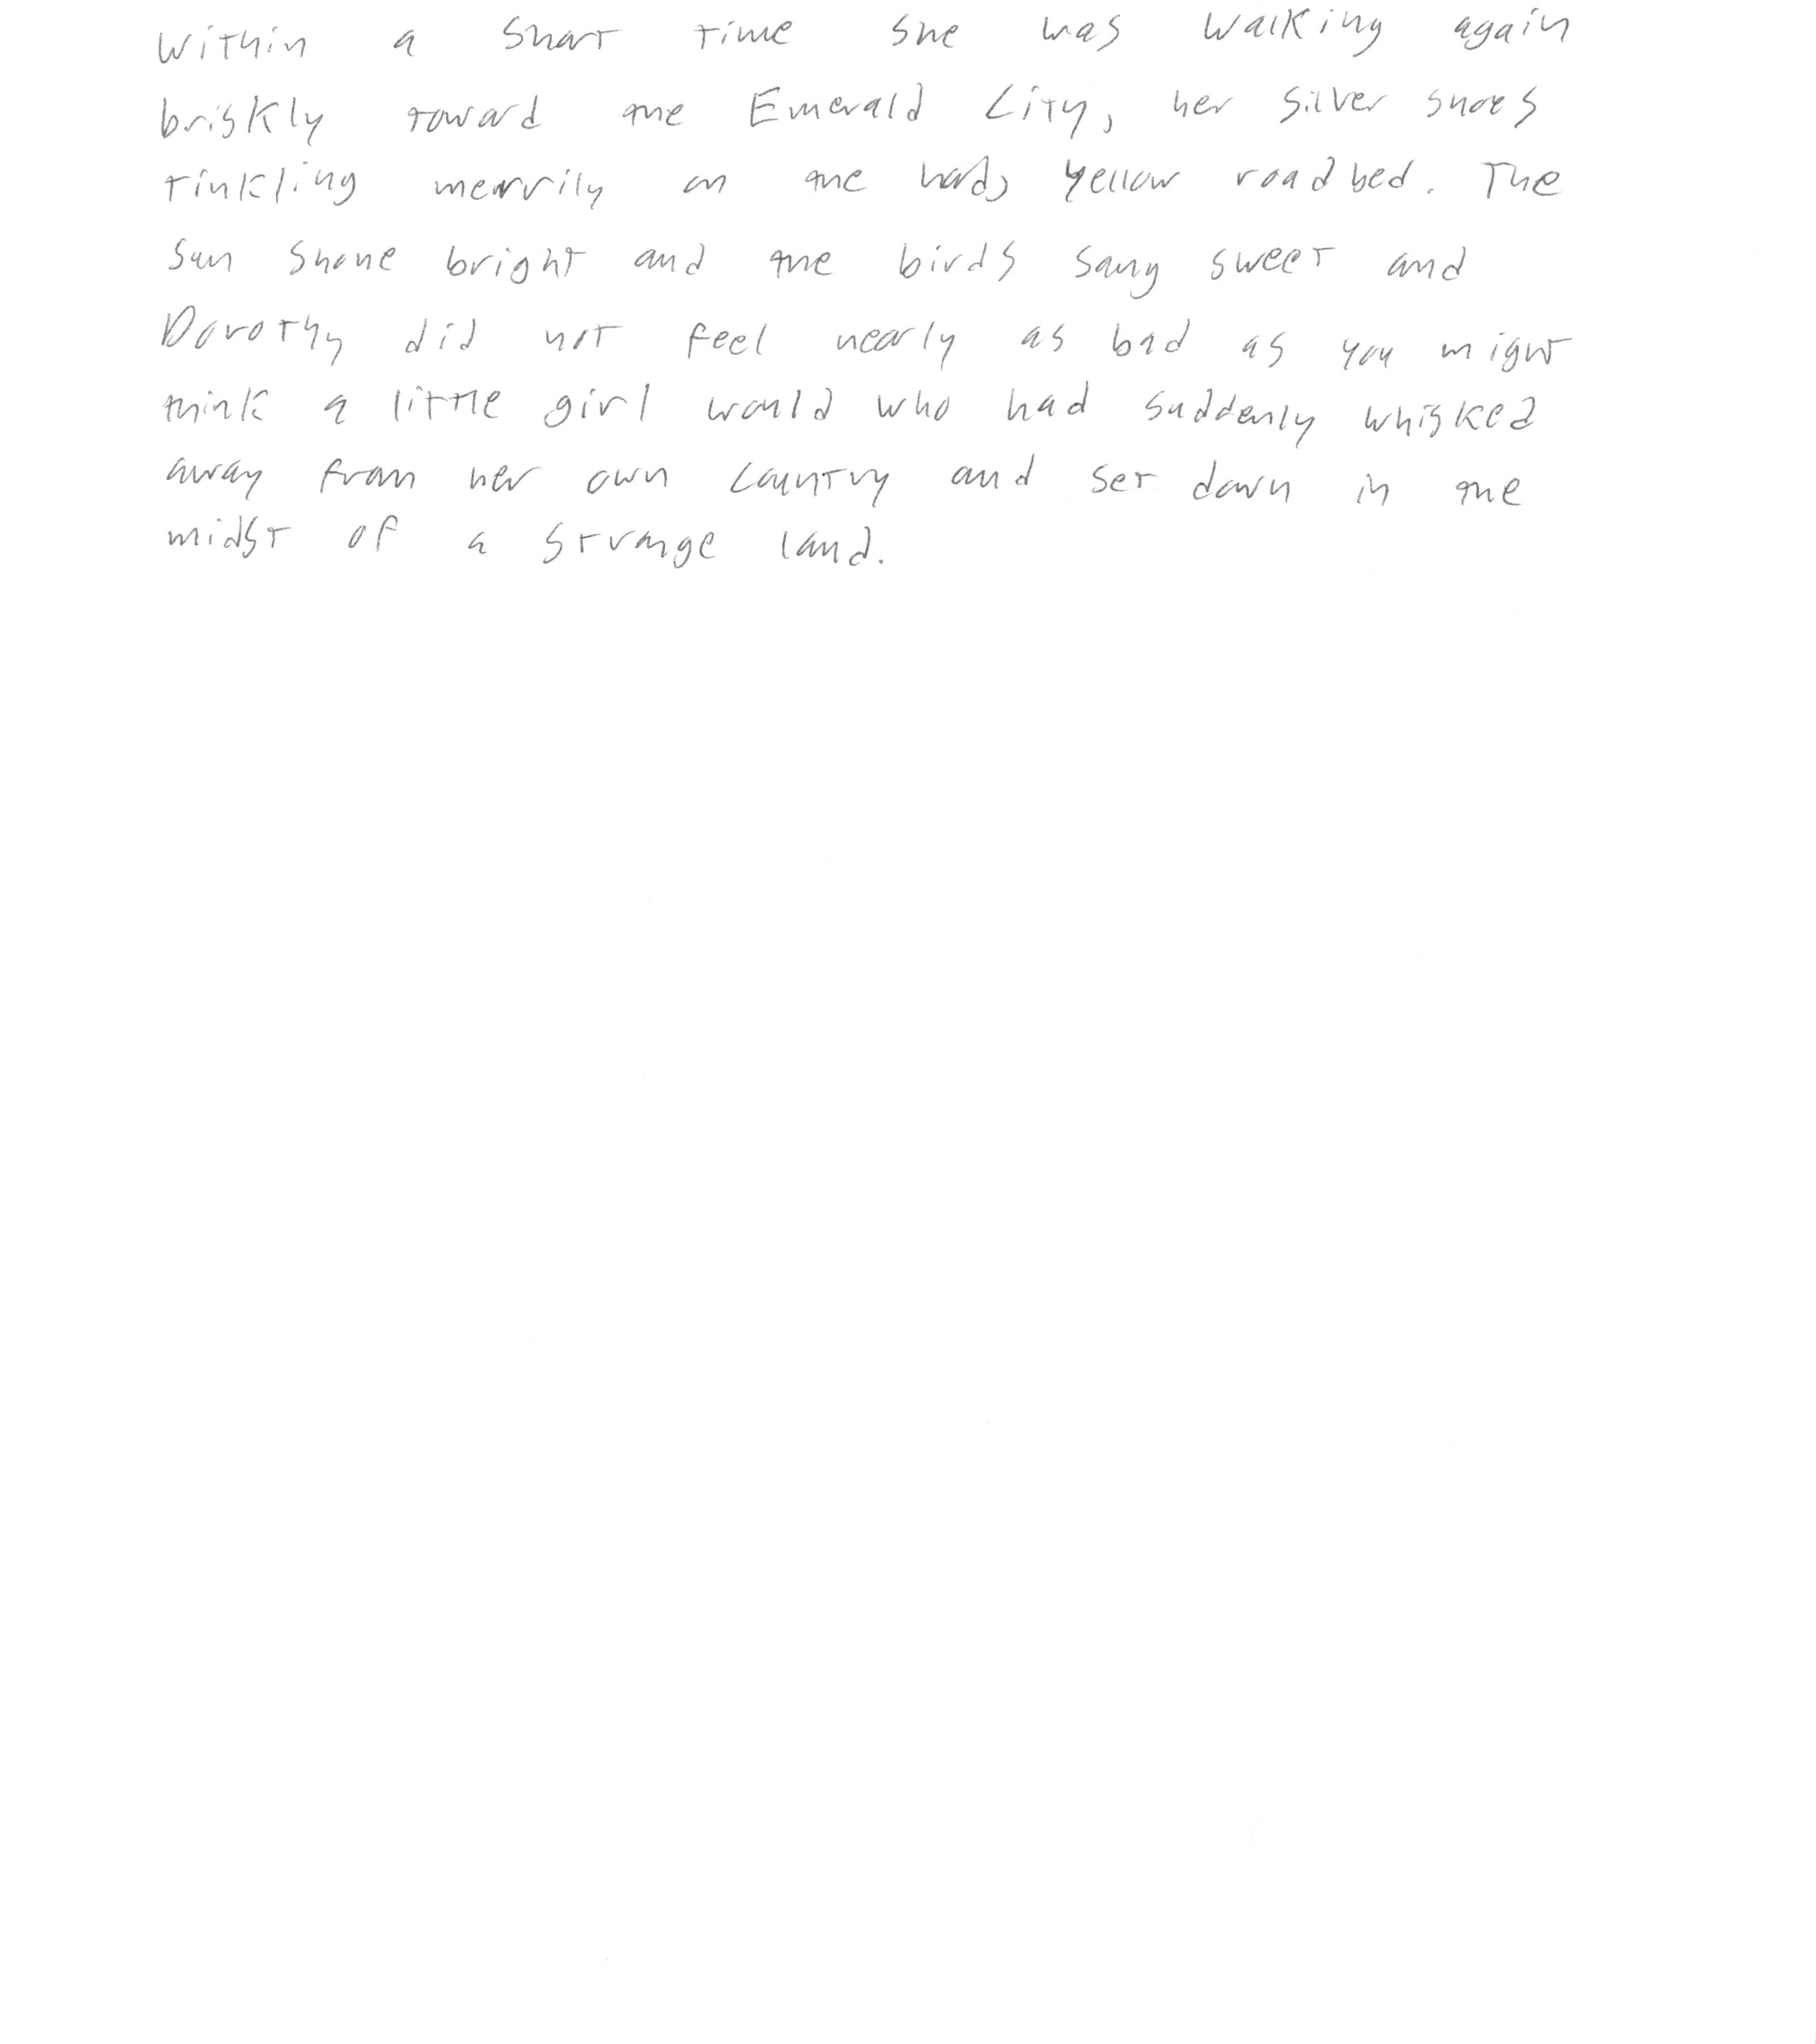 Within a short time she was walking again
briskly toward the Emerald City, her silver shoes
tinkling merrily on the hard, yellow roadbed. The
sun shone bright and the birds sang sweet and
Dorothy did not feel nearly as bad as you might
think a little girl would who had suddenly whisked
away from her own country and set down in the
midst of a strange land.